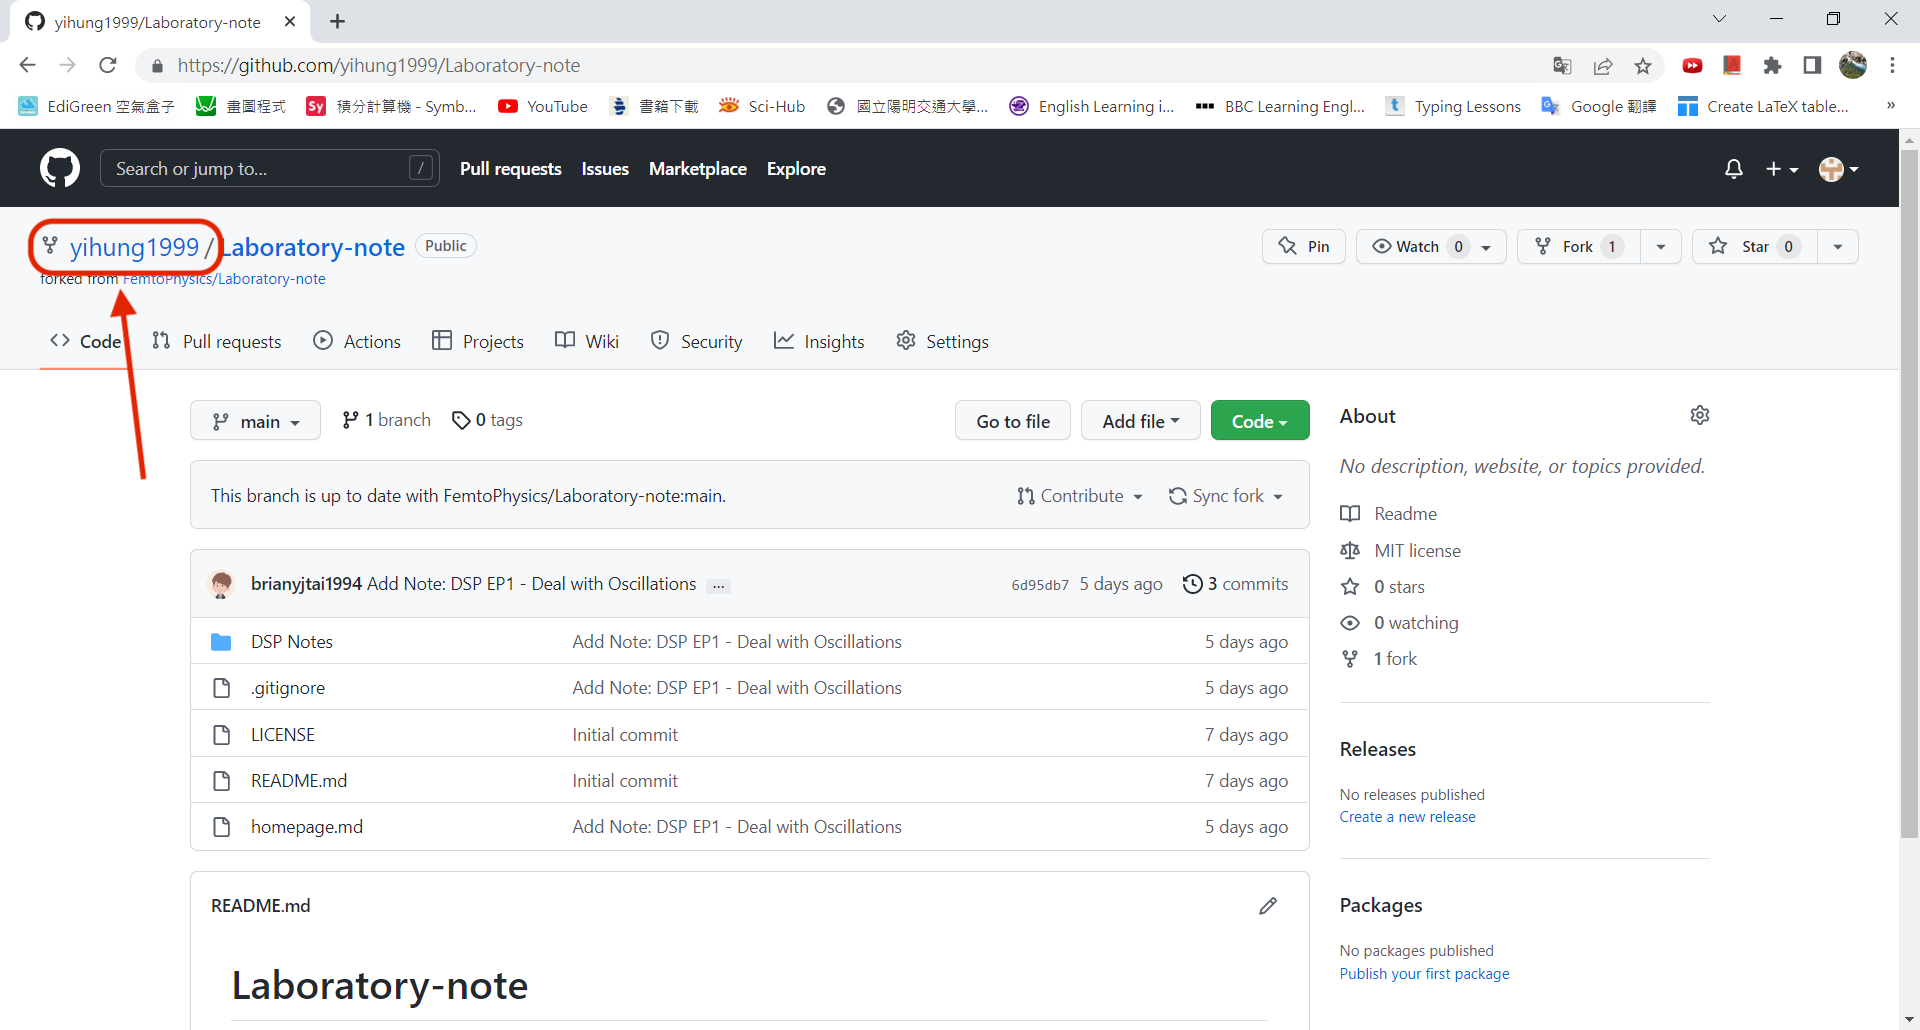 yihung1999/Laboratory-note
https://github.com/yihung1999/Laboratory-note
EdiGreen 空氣盒子 畫圖程式 Sy 積分計算機 - Symb... YouTube 書籍下載 Sci-Hub 國立陽明交通大學... English Learning i... BBC Learning Engl... t Typing Lessons Google 翻譯 Create LaTeX table... »
Search or jump to... / Pull requests Issues Marketplace Explore
yihung1999 / Laboratory-note Public Pin Watch 0 Fork 1 Star 0
forked from FemtoPhysics/Laboratory-note
Code Pull requests Actions Projects Wiki Security Insights Settings
main 1 branch 0 tags Go to file Add file Code
This branch is up to date with FemtoPhysics/Laboratory-note:main. Contribute Sync fork
brianyjtai1994 Add Note: DSP EP1 - Deal with Oscillations ... 6d95db7 5 days ago 3 commits
DSP Notes Add Note: DSP EP1 - Deal with Oscillations 5 days ago
.gitignore Add Note: DSP EP1 - Deal with Oscillations 5 days ago
LICENSE Initial commit 7 days ago
README.md Initial commit 7 days ago
homepage.md Add Note: DSP EP1 - Deal with Oscillations 5 days ago
README.md
Laboratory-note
About
No description, website, or topics provided.
Readme
MIT license
0 stars
0 watching
1 fork
Releases
No releases published
Create a new release
Packages
No packages published
Publish your first package